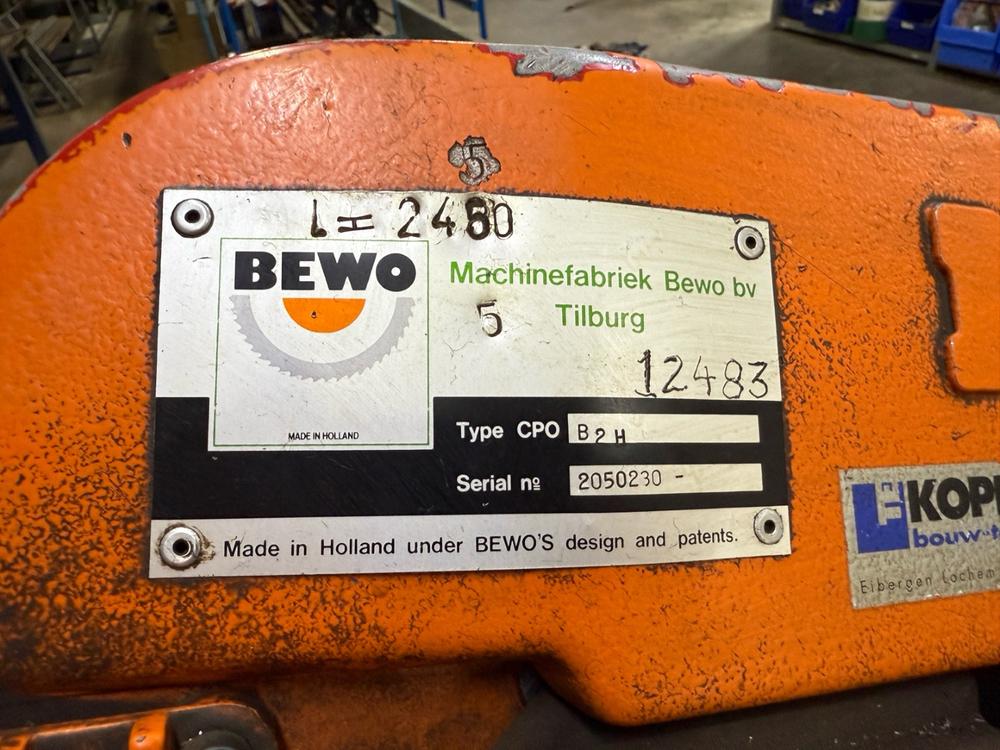 5
L = 2480
BEWO
MADE IN HOLLAND
Machinefabriek Bewo bv
5 Tilburg
12483
Type CPO B2H
Serial nº 2050230 -
Made in Holland under BEWO'S design and patents.
KOP
bouw
Eibergen Lochem